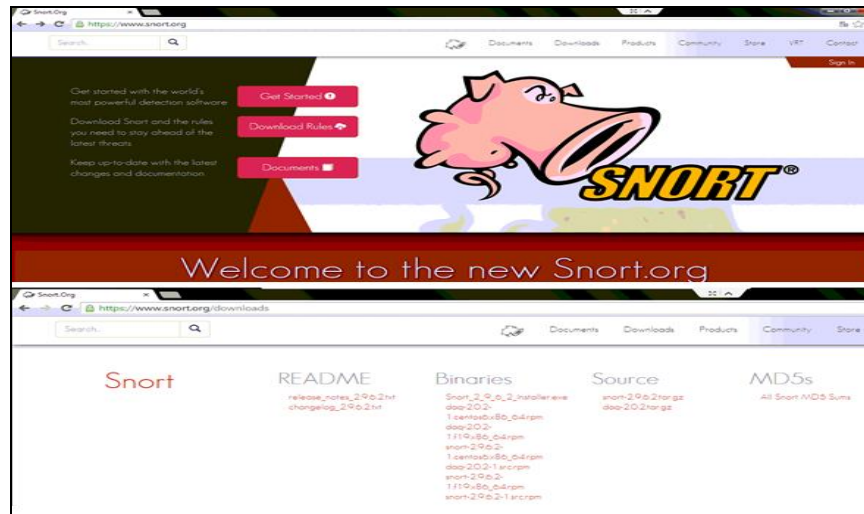 Snort.Org
https://www.snort.org
Search..
Documents Downloads Products Community Store VRT Contact
Sign In
Get started with the world's
most powerful detection software
Get Started
Download Snort and the rules
you need to stay ahead of the
latest threats
Download Rules
Keep up-to-date with the latest
changes and documentation
Documents
SNORT®
Welcome to the new Snort.org
Snort.Org
https://www.snort.org/downloads
Search..
Documents Downloads Products Community Store
Snort
README
release_notes_2.9.6.2.txt
changelog_2.9.6.2.txt
Binaries
Snort_2_9_6_2_Installer.exe
daq-2.0.2-
1.centos6.x86_64.rpm
daq-2.0.2-
1.f19.x86_64.rpm
snort-2.9.6.2-
1.centos6.x86_64.rpm
daq-2.0.2-1.src.rpm
snort-2.9.6.2-
1.f19.x86_64.rpm
snort-2.9.6.2-1.src.rpm
Source
snort-2.9.6.2.tar.gz
daq-2.0.2.tar.gz
MD5s
All Snort MD5 Sums